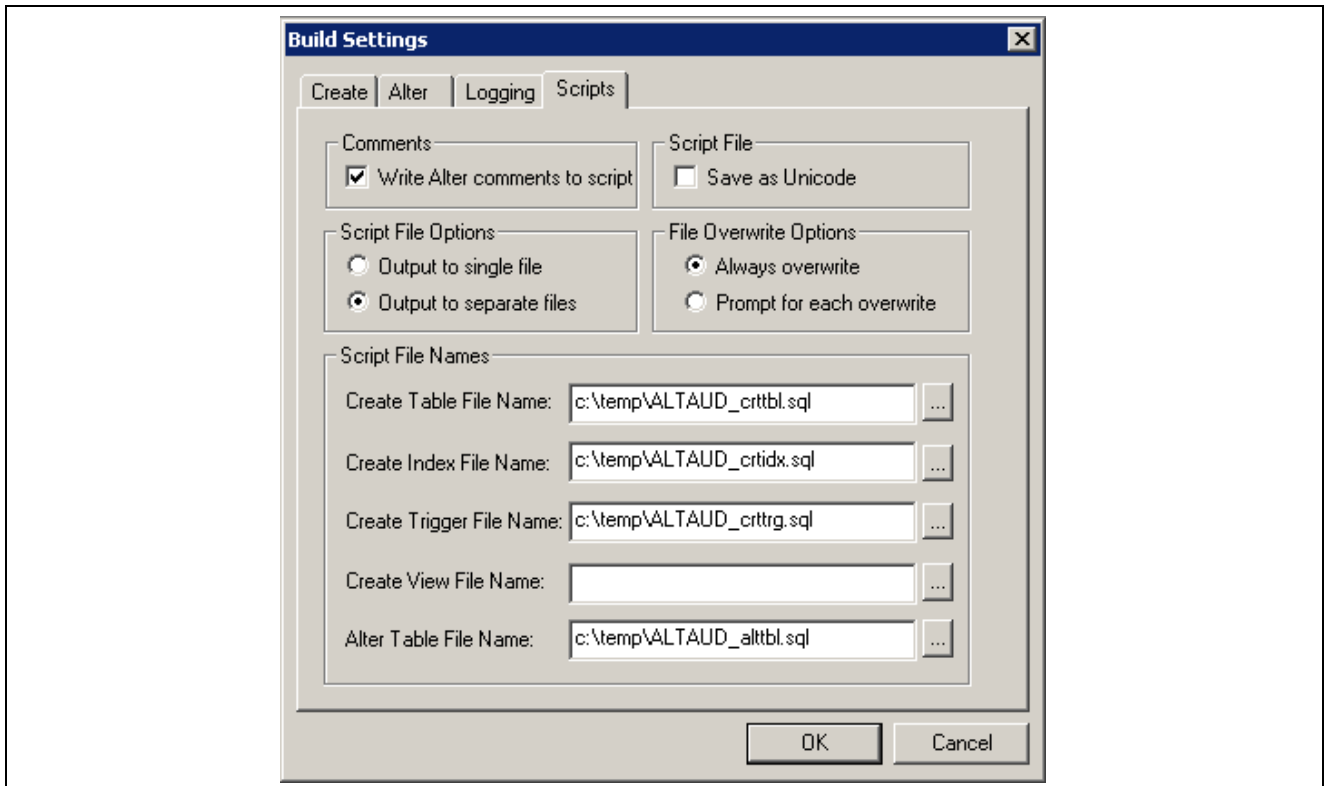 Build Settings
Create Alter Logging Scripts
Comments
Write Alter comments to script
Script File
Save as Unicode
Script File Options
Output to single file
Output to separate files
File Overwrite Options
Always overwrite
Prompt for each overwrite
Script File Names
Create Table File Name: c:\temp\ALTAUD_crttbl.sql ...
Create Index File Name: c:\temp\ALTAUD_crtidx.sql ...
Create Trigger File Name: c:\temp\ALTAUD_crttrg.sql ...
Create View File Name: ...
Alter Table File Name: c:\temp\ALTAUD_alttbl.sql ...
OK Cancel